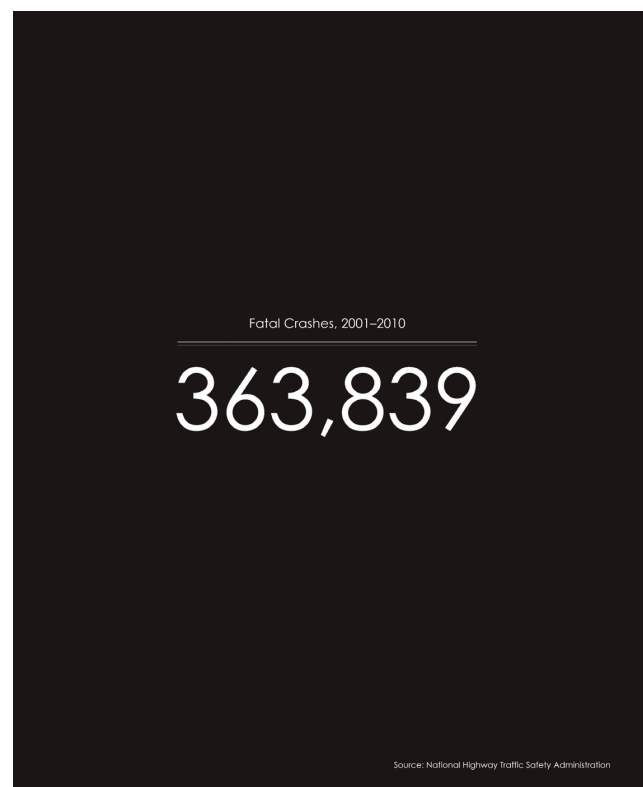 Fatal Crashes, 2001–2010
363,839
Source: National Highway Traffic Safety Administration